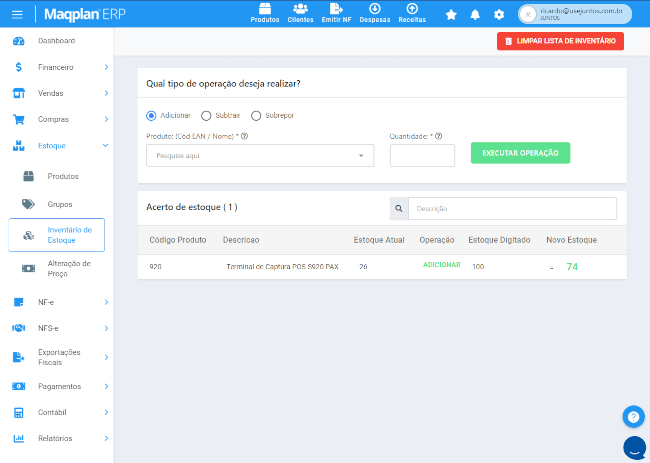 Maqplan ERP
Produtos
Clientes
Emitir NF
Despesas
Receitas
ricardo@usejuntos.com.br
JUNTOS
Dashboard
Financeiro
Vendas
Compras
Estoque
Produtos
Grupos
Inventário de
Estoque
Alteração de
Preço
NF-e
NFS-e
Exportações
Fiscais
Pagamentos
Contábil
Relatórios
LIMPAR LISTA DE INVENTÁRIO
Qual tipo de operação deseja realizar?
Adicionar
Subtrair
Sobrepor
Produto: (Cód EAN / Nome) *
Quantidade: *
Pesquise aqui
EXECUTAR OPERAÇÃO
Acerto de estoque ( 1 )
Descrição
Código Produto
Descricao
Estoque Atual
Operação
Estoque Digitado
Novo Estoque
920
Terminal de Captura POS S920 PAX
-26
ADICIONAR
100
= 74